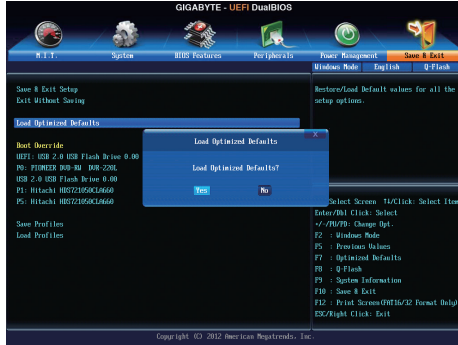 GIGABYTE - UEFI DualBIOS
M.I.T.
System
BIOS Features
Peripherals
Power Management
Save & Exit
Windows Mode
English
Q-Flash
Save & Exit Setup
Exit Without Saving
Load Optimized Defaults
Boot Override
UEFI: USB 2.0 USB Flash Drive 0.00
P0: PIONEER DVD-RW DVR-220L
USB 2.0 USB Flash Drive 0.00
P1: Hitachi HDS721050CLA660
P5: Hitachi HDS721050CLA660
Save Profiles
Load Profiles
Restore/Load Default values for all the
setup options.
Load Optimized Defaults
X
Load Optimized Defaults?
Yes
No
Select Screen ↑↓/Click: Select Item
Enter/Dbl Click: Select
+/-/PU/PD: Change Opt.
F2 : Windows Mode
F5 : Previous Values
F7 : Optimized Defaults
F8 : Q-Flash
F9 : System Information
F10 : Save & Exit
F12 : Print Screen(FAT16/32 Format Only)
ESC/Right Click: Exit
Copyright (C) 2012 American Megatrends, Inc.